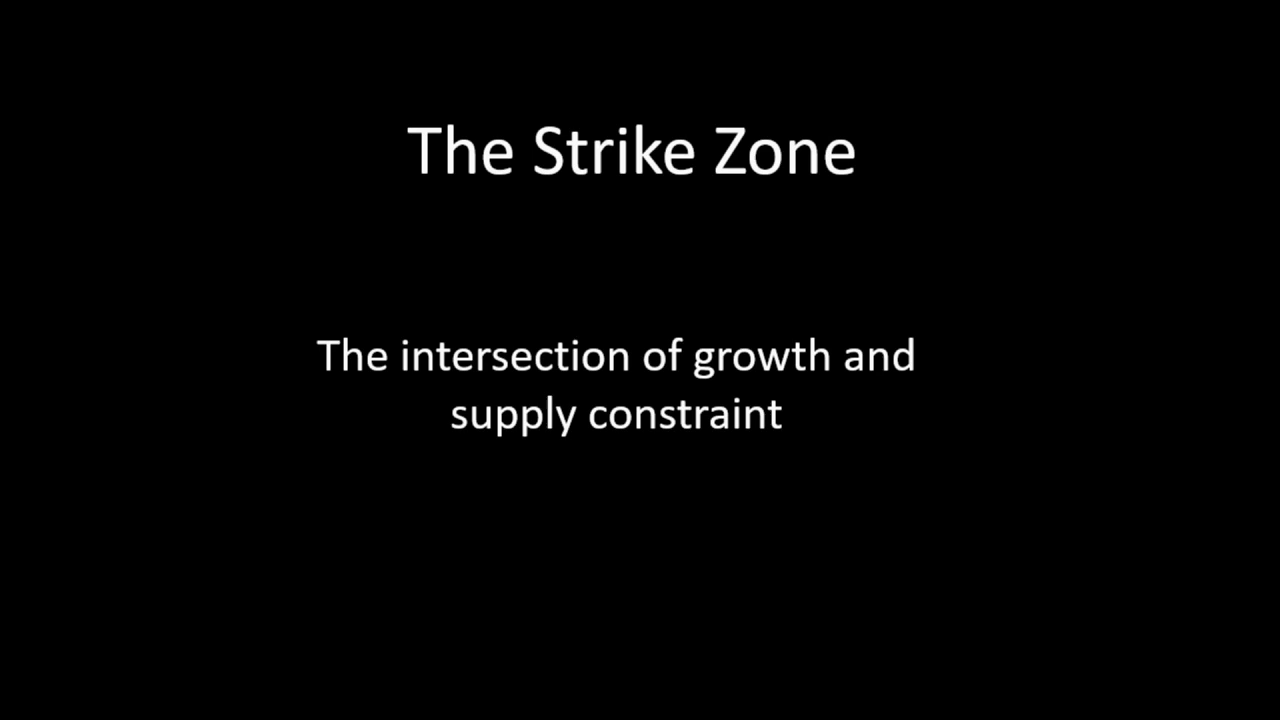 The Strike Zone
The intersection of growth and
supply constraint